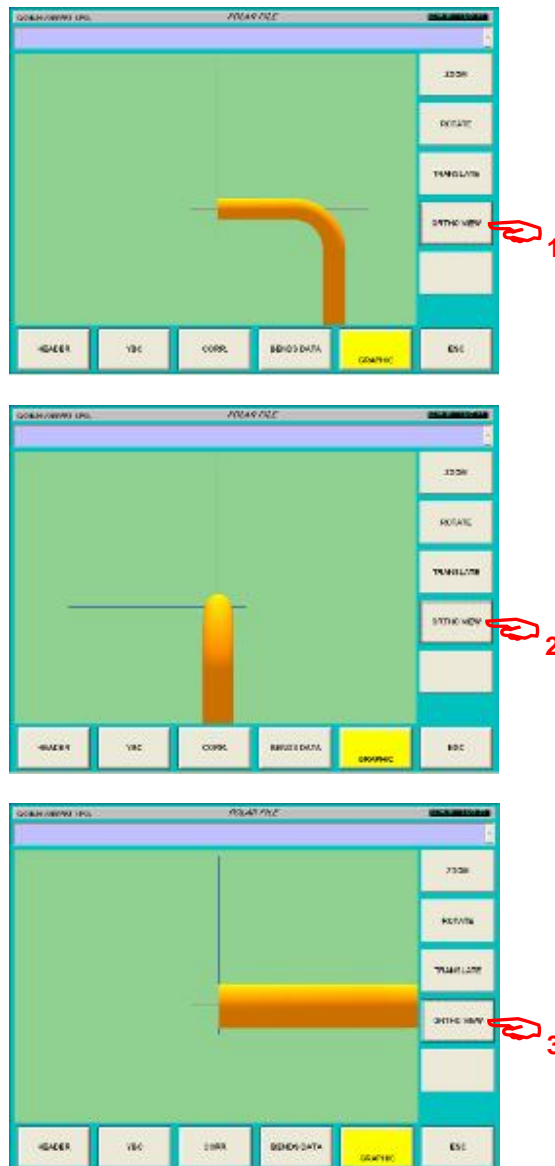 POLAR FILE
ZOOM
ROTATE
TRANSLATE
ORTHO VIEW
1
HEADER
YBC
CORR.
BENDS DATA
GRAPHIC
ESC
POLAR FILE
ZOOM
ROTATE
TRANSLATE
ORTHO VIEW
2
HEADER
YBC
CORR.
BENDS DATA
GRAPHIC
ESC
POLAR FILE
ZOOM
ROTATE
TRANSLATE
ORTHO VIEW
3
HEADER
YBC
CORR.
BENDS DATA
GRAPHIC
ESC